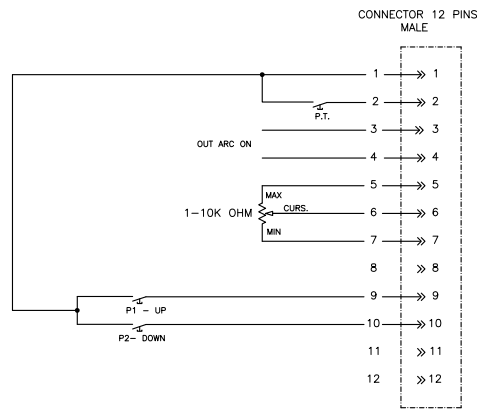 CONNECTOR 12 PINS
MALE
1 1
2 2
P.T.
3 3
OUT ARC ON
4 4
5 5
MAX
1-10K OHM CURS. 6 6
MIN
7 7
8 8
9 9
P1 - UP
10 10
P2- DOWN
11 11
12 12